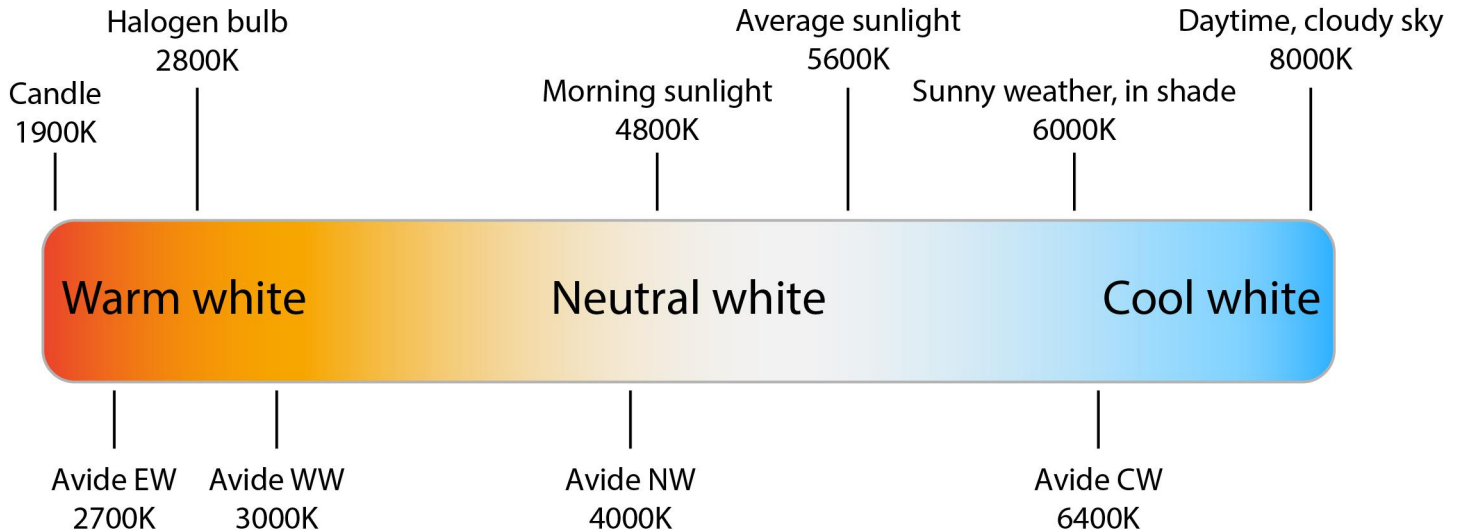 Halogen bulb
2800K
Average sunlight
5600K
Daytime, cloudy sky
8000K
Candle
1900K
Morning sunlight
4800K
Sunny weather, in shade
6000K
Warm white
Neutral white
Cool white
Avide EW
2700K
Avide WW
3000K
Avide NW
4000K
Avide CW
6400K